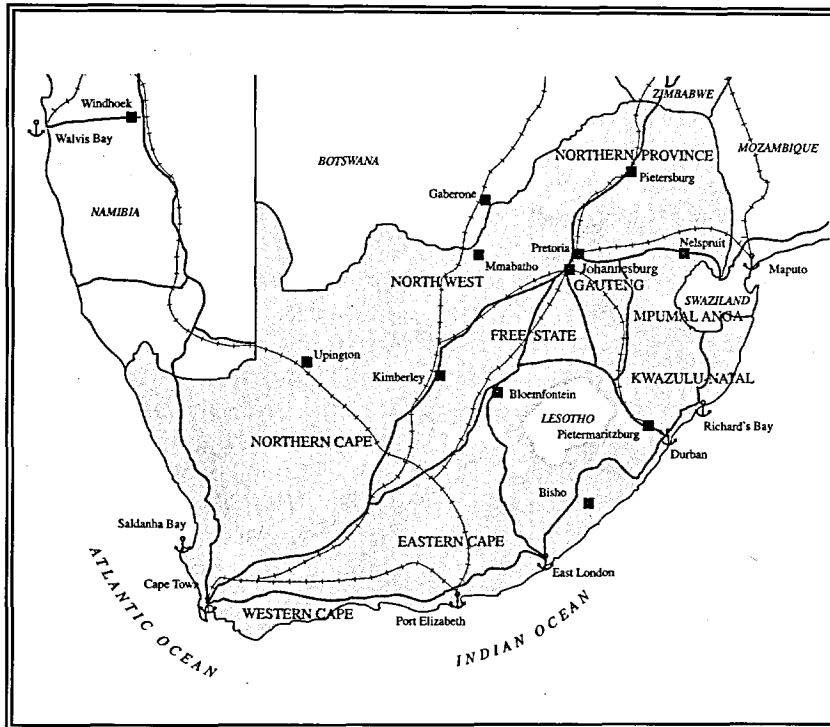 ZIMBABWE
Windhoek
Walvis Bay
MOZAMBIQUE
BOTSWANA
NORTHERN PROVINCE
Pietersburg
Gaberone
NAMIBIA
Pretoria
Nelspruit
Mmabatho
Johannesburg
Maputo
NORTH WEST
GAUTENG
SWAZILAND
MPUMALANGA
FREE STATE
Upington
Kimberley
KWAZULU-NATAL
Bloemfontein
LESOTHO
Richard's Bay
Pietermaritzburg
NORTHERN CAPE
Durban
Bisho
Saldanha Bay
EASTERN CAPE
East London
Cape Town
WESTERN CAPE
Port Elizabeth
ATLANTIC OCEAN
INDIAN OCEAN